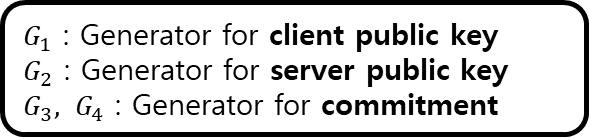 G₁ : Generator for client public key
G₂ : Generator for server public key
G₃, G₄ : Generator for commitment